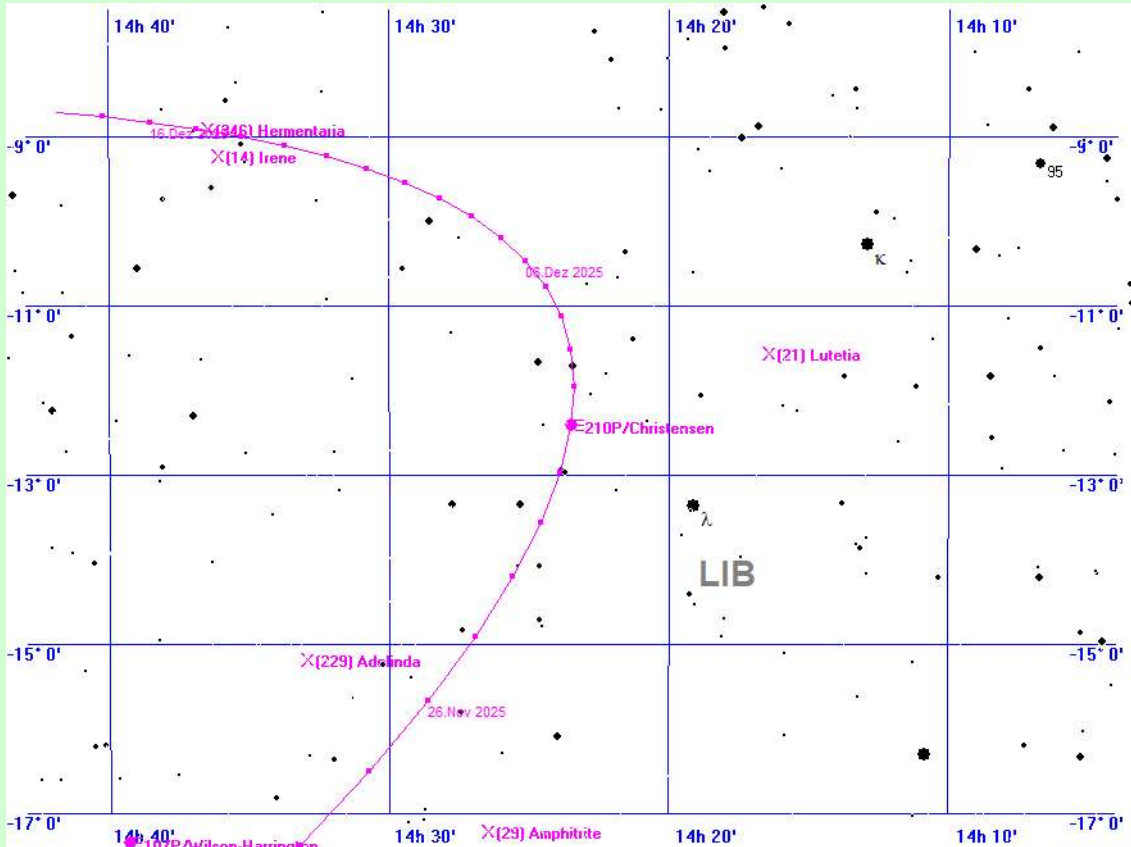 14h 40' 14h 30' 14h 20' 14h 10'
16.Dez 2025 (346) Hermentaria
-9° 0' -9° 0'
(14) Irene
95
κ
06.Dez 2025
-11° 0' -11° 0'
(21) Lutetia
210P/Christensen
-13° 0' -13° 0'
λ
LIB
-15° 0' -15° 0'
(229) Adelinda
26.Nov 2025
-17° 0' -17° 0'
14h 40' 14h 30' (29) Amphitrite 14h 20' 14h 10'
107P/Wilson-Harrington